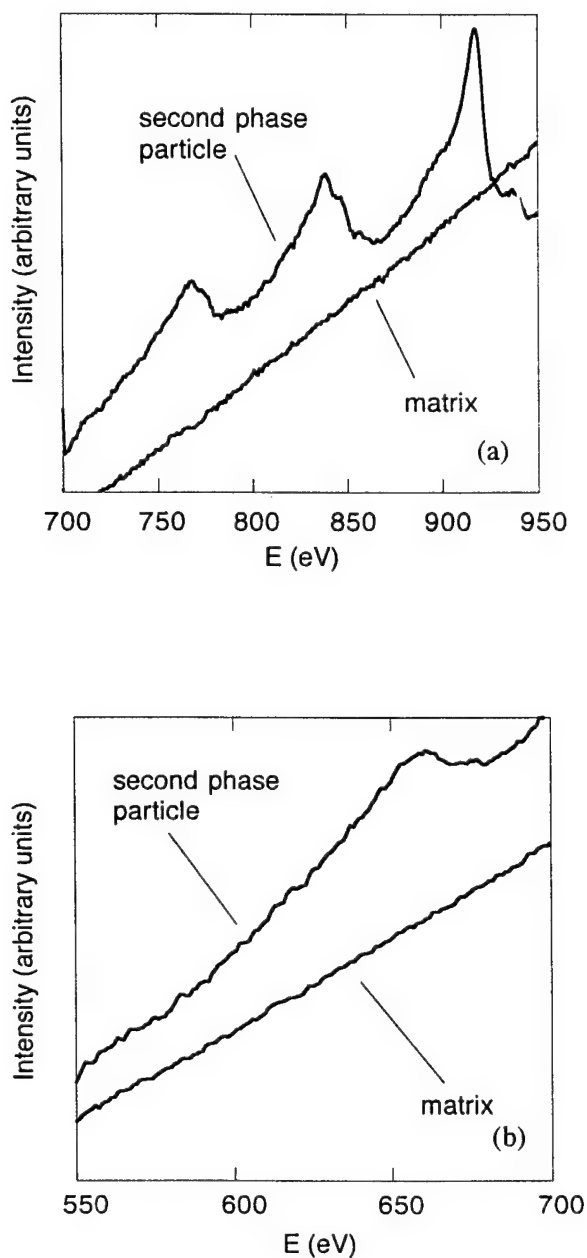 Intensity (arbitrary units)
second phase
particle
matrix
(a)
700 750 800 850 900 950
E (eV)
Intensity (arbitrary units)
second phase
particle
matrix
(b)
550 600 650 700
E (eV)